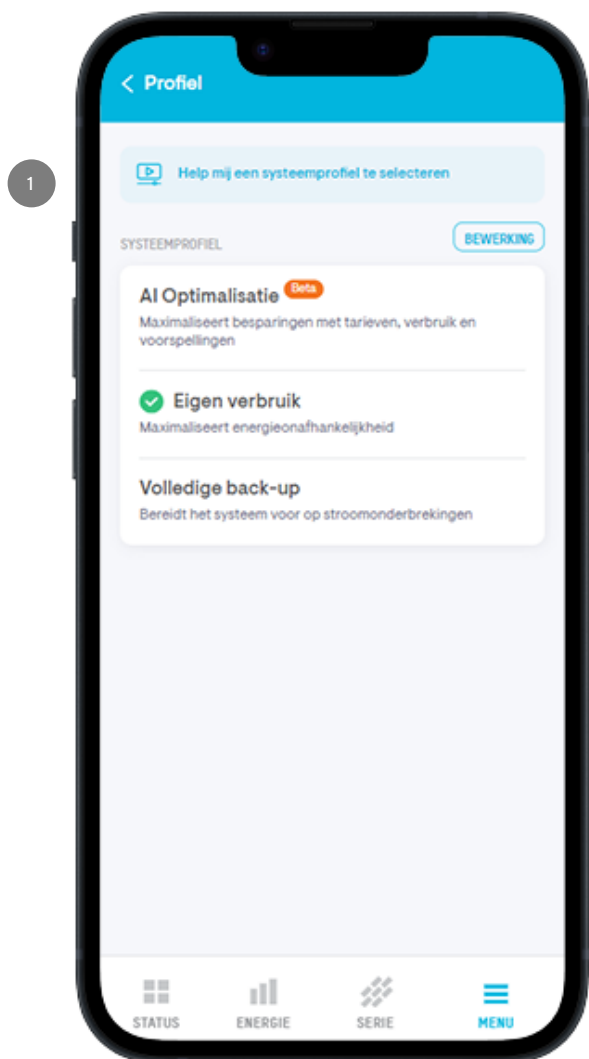 < Profiel
1
Help mij een systeemprofiel te selecteren
SYSTEEMPROFIEL
BEWERKING
AI Optimalisatie Beta
Maximaliseert besparingen met tarieven, verbruik en
voorspellingen
Eigen verbruik
Maximaliseert energieonafhankelijkheid
Volledige back-up
Bereidt het systeem voor op stroomonderbrekingen
STATUS ENERGIE SERIE MENU